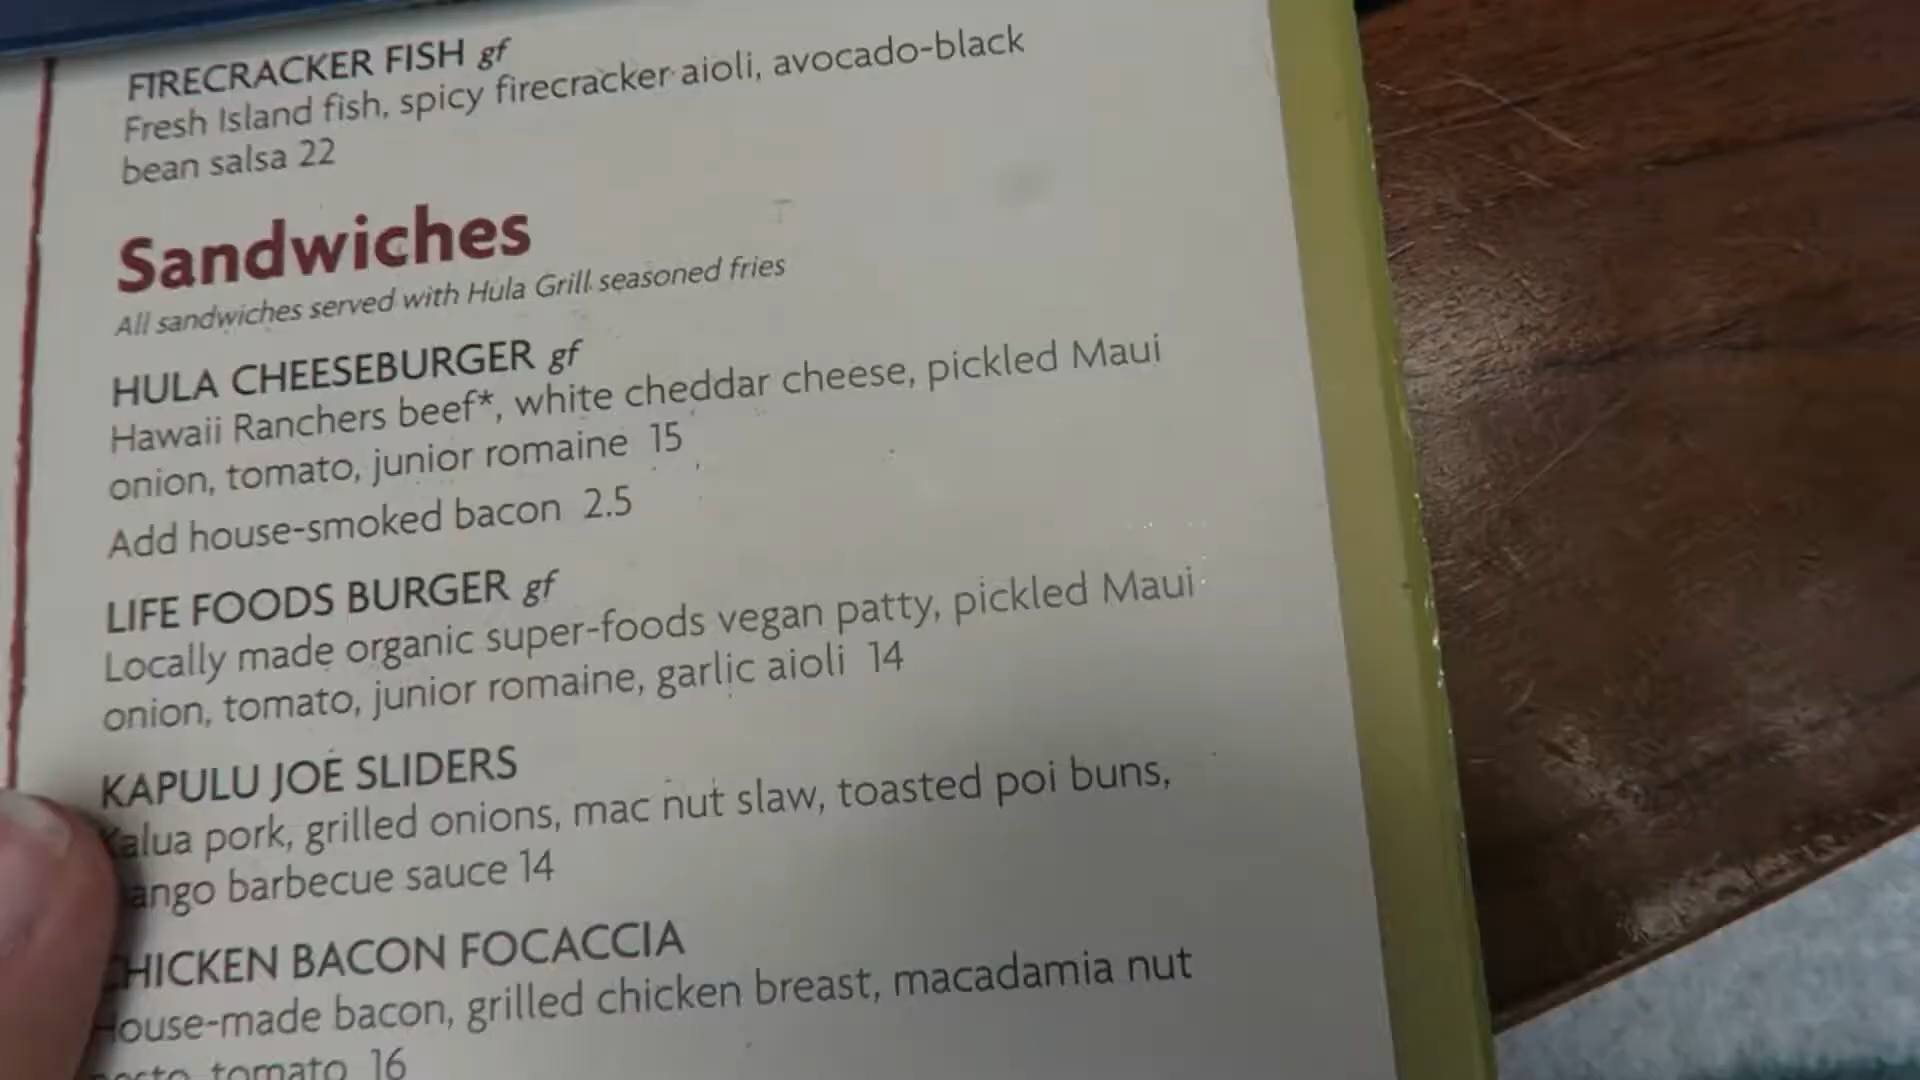 FIRECRACKER FISH gf
Fresh Island fish, spicy firecracker aioli, avocado-black
bean salsa 22
Sandwiches
All sandwiches served with Hula Grill seasoned fries
HULA CHEESEBURGER gf
Hawaii Ranchers beef*, white cheddar cheese, pickled Maui
onion, tomato, junior romaine 15
Add house-smoked bacon 2.5
LIFE FOODS BURGER gf
Locally made organic super-foods vegan patty, pickled Maui
onion, tomato, junior romaine, garlic aioli 14
KAPULU JOE SLIDERS
Kalua pork, grilled onions, mac nut slaw, toasted poi buns,
ango barbecue sauce 14
CHICKEN BACON FOCACCIA
House-made bacon, grilled chicken breast, macadamia nut
pesto, tomato 16